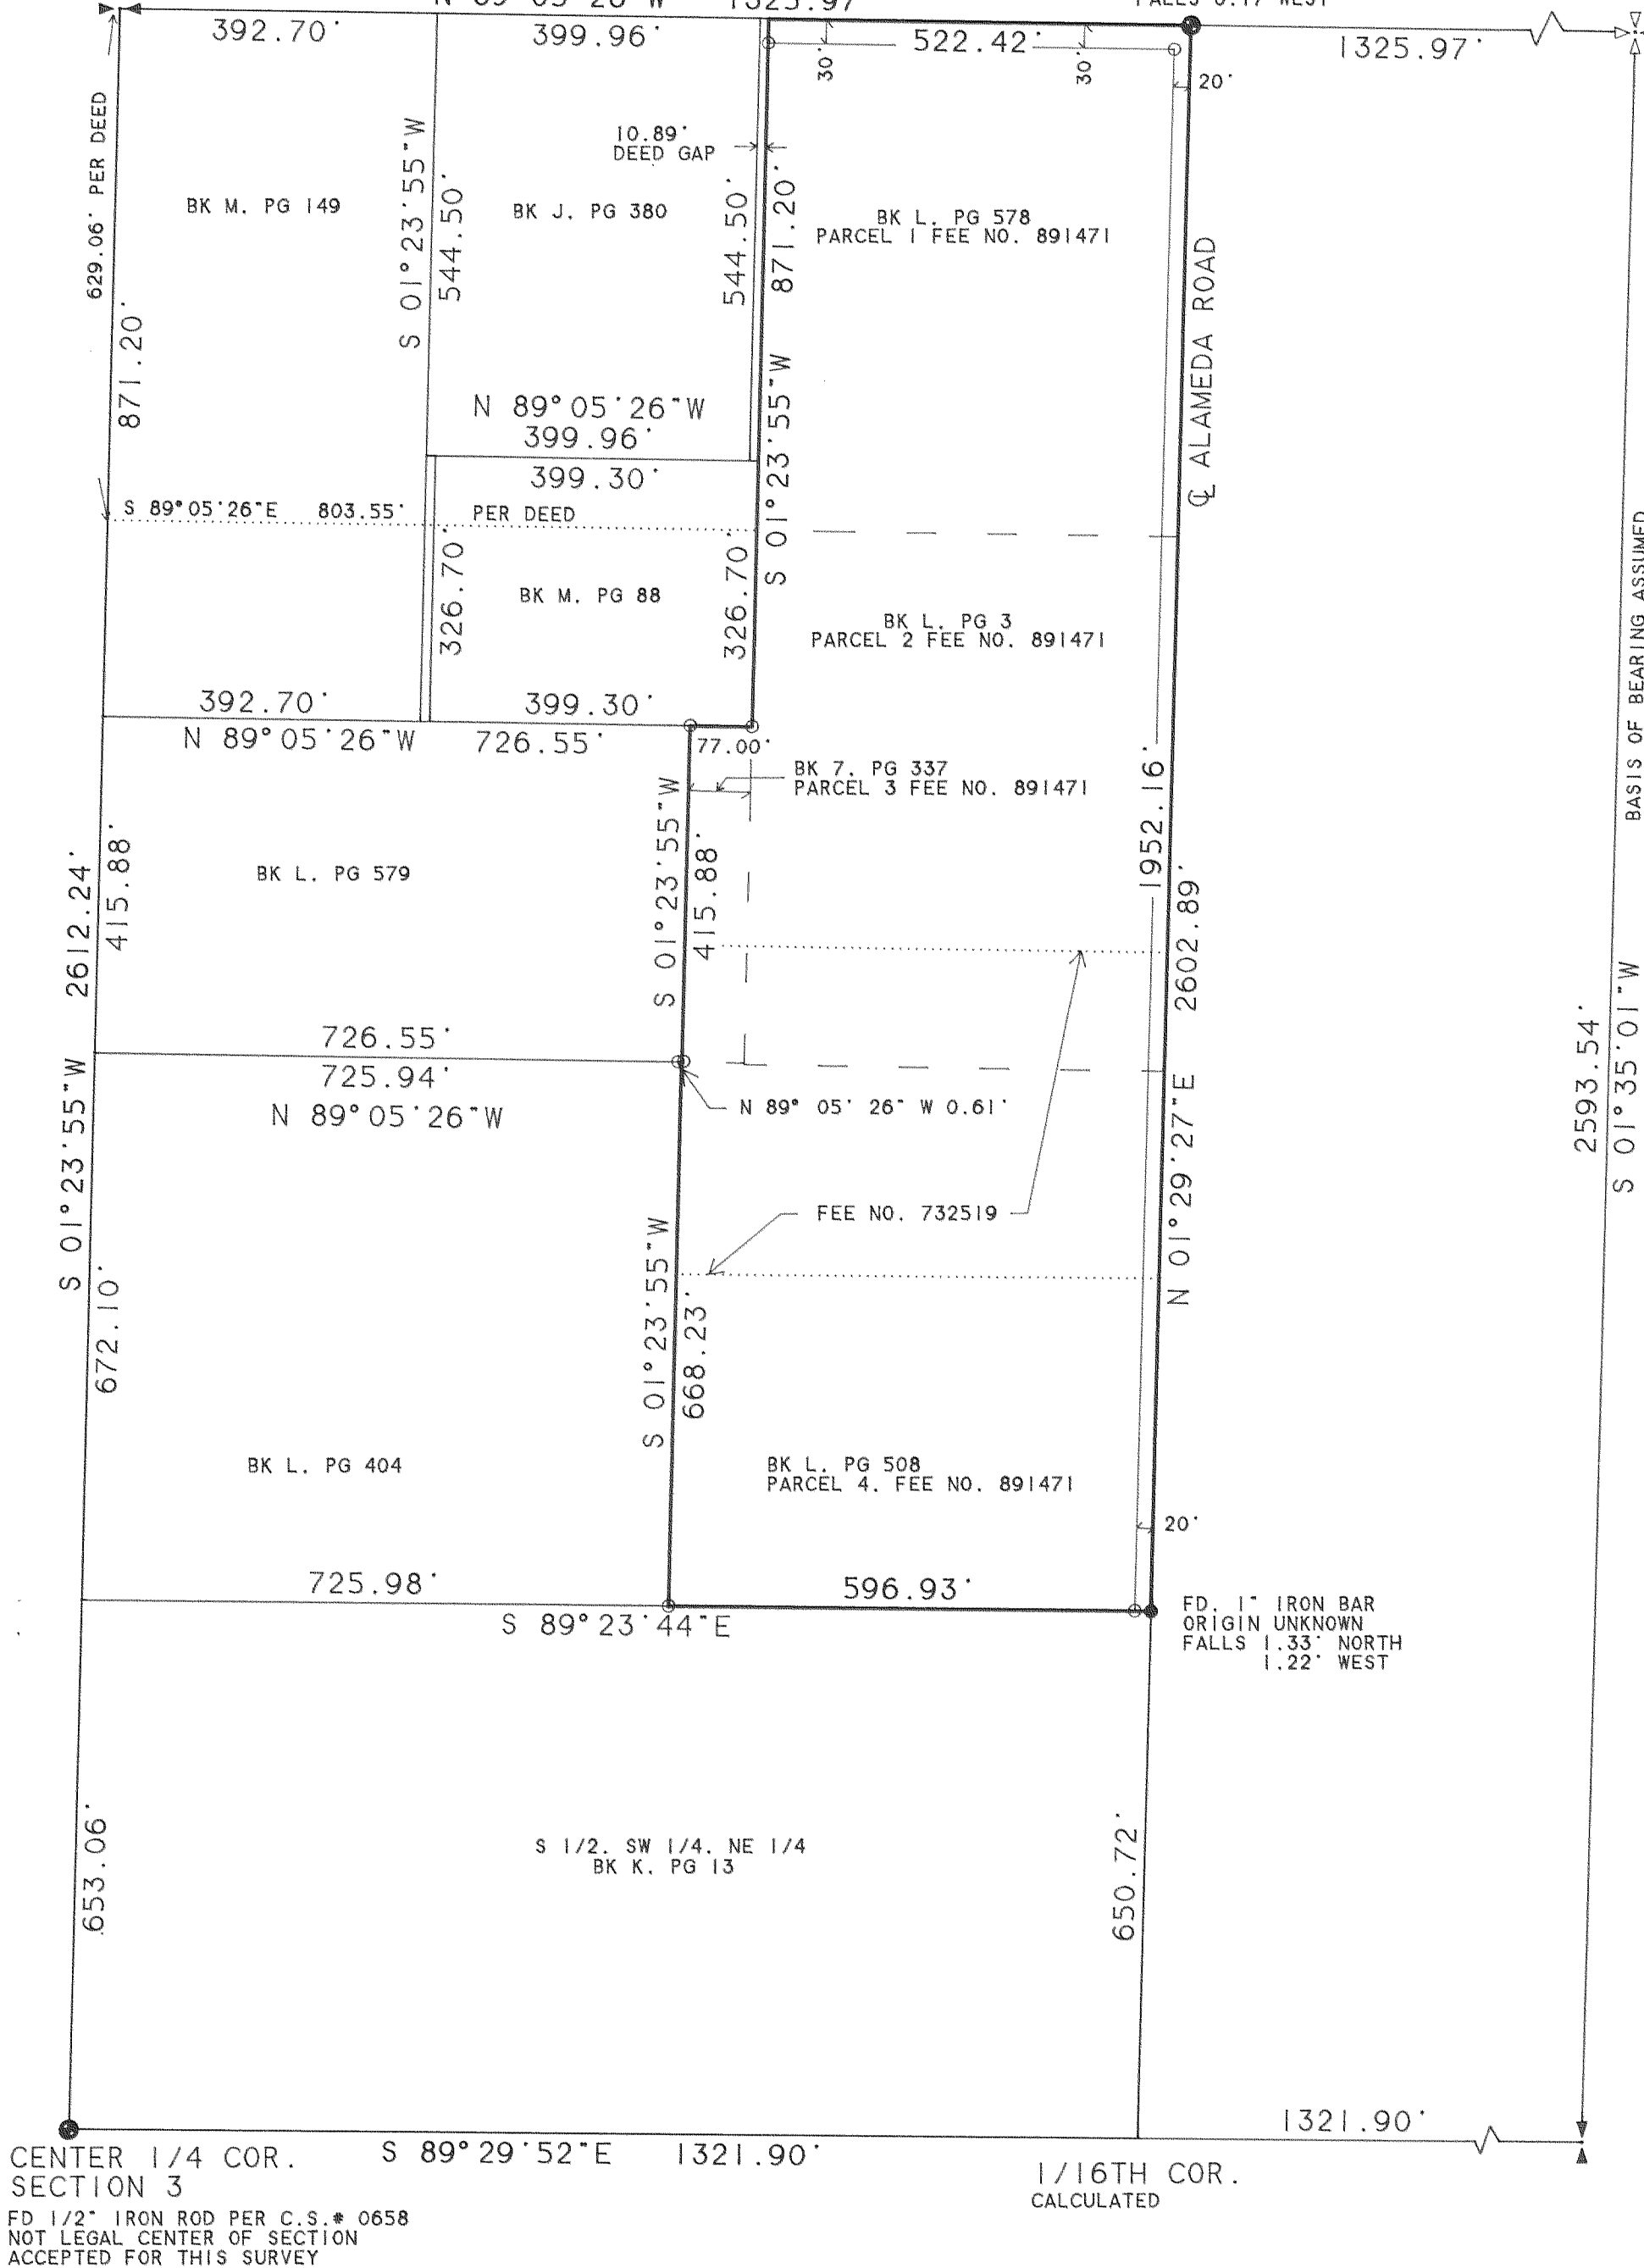 N 89°05'26"W 1325.97'
FALLS 0.17' WEST
392.70'
399.96'
522.42'
1325.97'
30'
30'
20'
629.06' PER DEED
871.20'
BK M. PG 149
S 01°23'55"W
544.50'
10.89'
DEED GAP
BK J. PG 380
544.50'
871.20'
S 01°23'55"W
BK L. PG 578
PARCEL 1 FEE NO. 891471
℄ ALAMEDA ROAD
N 89°05'26"W
399.96'
399.30'
S 89°05'26"E 803.55' PER DEED
326.70'
BK M. PG 88
326.70'
BK L. PG 3
PARCEL 2 FEE NO. 891471
BASIS OF BEARING ASSUMED
392.70'
399.30'
N 89°05'26"W 726.55'
77.00'
BK 7. PG 337
PARCEL 3 FEE NO. 891471
S 01°23'55"W
415.88'
1952.16'
S 01°23'55"W 2612.24'
415.88'
BK L. PG 579
N 01°29'27"E 2602.89'
2593.54'
S 01°35'01"W
726.55'
725.94'
N 89°05'26"W
N 89° 05' 26" W 0.61'
FEE NO. 732519
672.10'
S 01°23'55"W
668.23'
BK L. PG 404
BK L. PG 508
PARCEL 4. FEE NO. 891471
20'
725.98'
596.93'
S 89°23'44"E
FD. 1" IRON BAR
ORIGIN UNKNOWN
FALLS 1.33' NORTH
1.22' WEST
653.06'
S 1/2. SW 1/4. NE 1/4
BK K. PG 13
650.72'
1321.90'
CENTER 1/4 COR.
SECTION 3
S 89°29'52"E 1321.90'
1/16TH COR.
CALCULATED
FD 1/2" IRON ROD PER C.S.# 0658
NOT LEGAL CENTER OF SECTION
ACCEPTED FOR THIS SURVEY